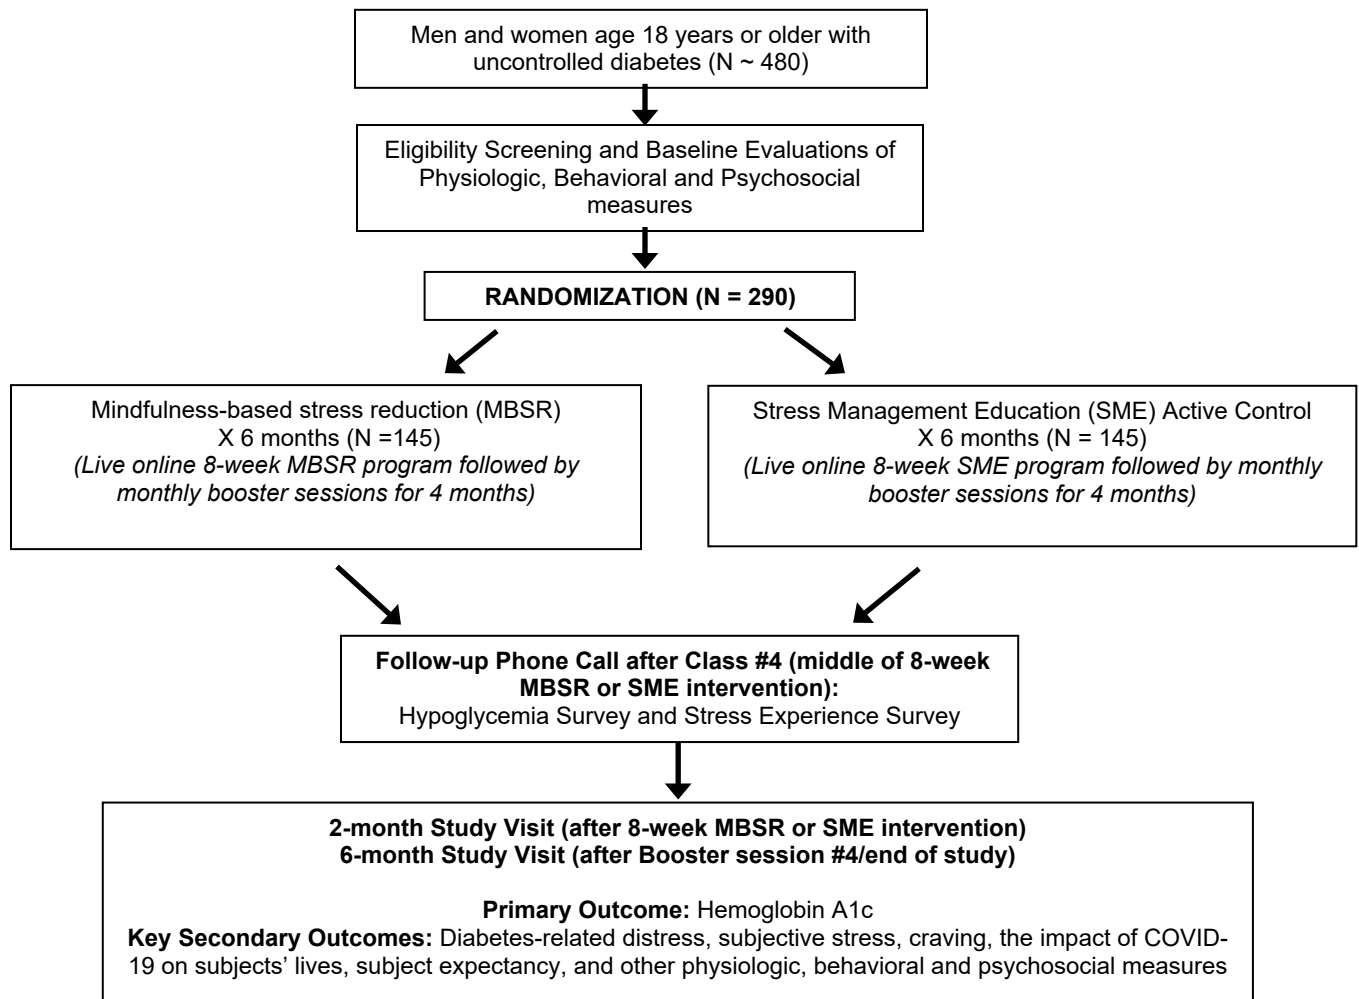 Men and women age 18 years or older with
uncontrolled diabetes (N ~ 480)
Eligibility Screening and Baseline Evaluations of
Physiologic, Behavioral and Psychosocial
measures
RANDOMIZATION (N = 290)
Mindfulness-based stress reduction (MBSR)
X 6 months (N =145)
(Live online 8-week MBSR program followed by
monthly booster sessions for 4 months)
Stress Management Education (SME) Active Control
X 6 months (N = 145)
(Live online 8-week SME program followed by monthly
booster sessions for 4 months)
Follow-up Phone Call after Class #4 (middle of 8-week
MBSR or SME intervention):
Hypoglycemia Survey and Stress Experience Survey
2-month Study Visit (after 8-week MBSR or SME intervention)
6-month Study Visit (after Booster session #4/end of study)
Primary Outcome: Hemoglobin A1c
Key Secondary Outcomes: Diabetes-related distress, subjective stress, craving, the impact of COVID-
19 on subjects’ lives, subject expectancy, and other physiologic, behavioral and psychosocial measures